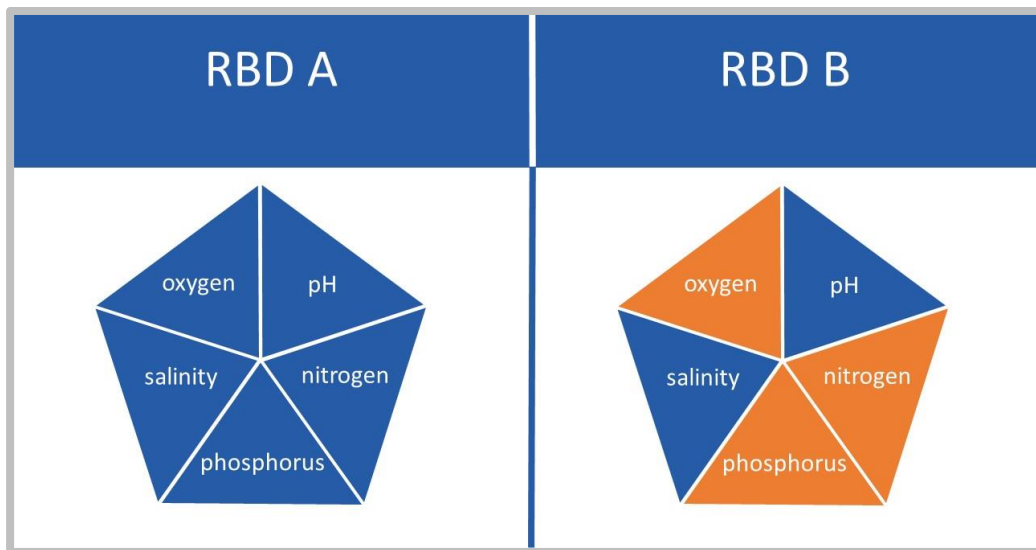 RBD A
oxygen
pH
salinity
nitrogen
phosphorus
RBD B
oxygen
pH
salinity
nitrogen
phosphorus